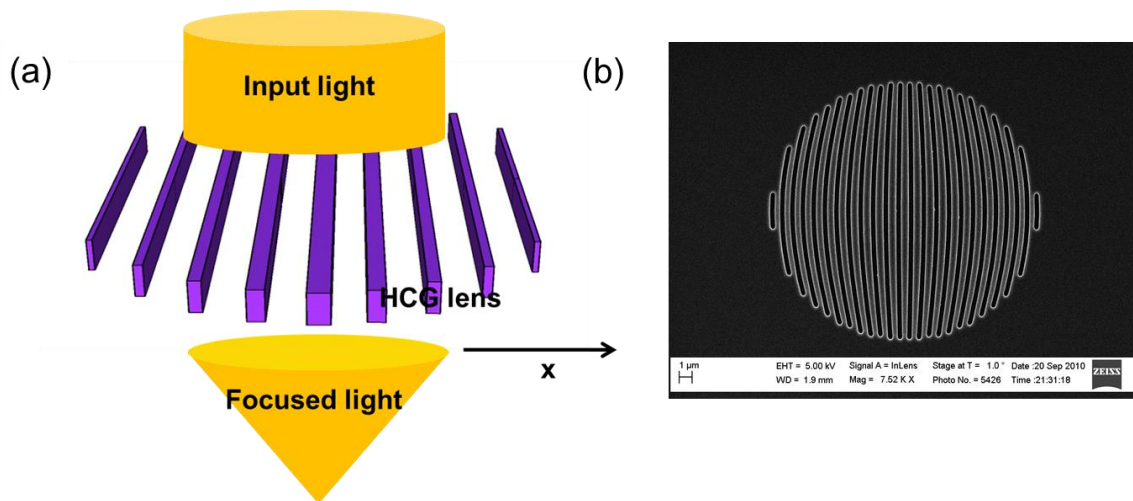 (a)
Input light
HCG lens
x
Focused light
(b)
1 µm
EHT = 5.00 kV Signal A = InLens Stage at T = 1.0 ° Date :20 Sep 2010
WD = 1.9 mm Mag = 7.52 K X Photo No. = 5426 Time :21:31:18
ZEISS